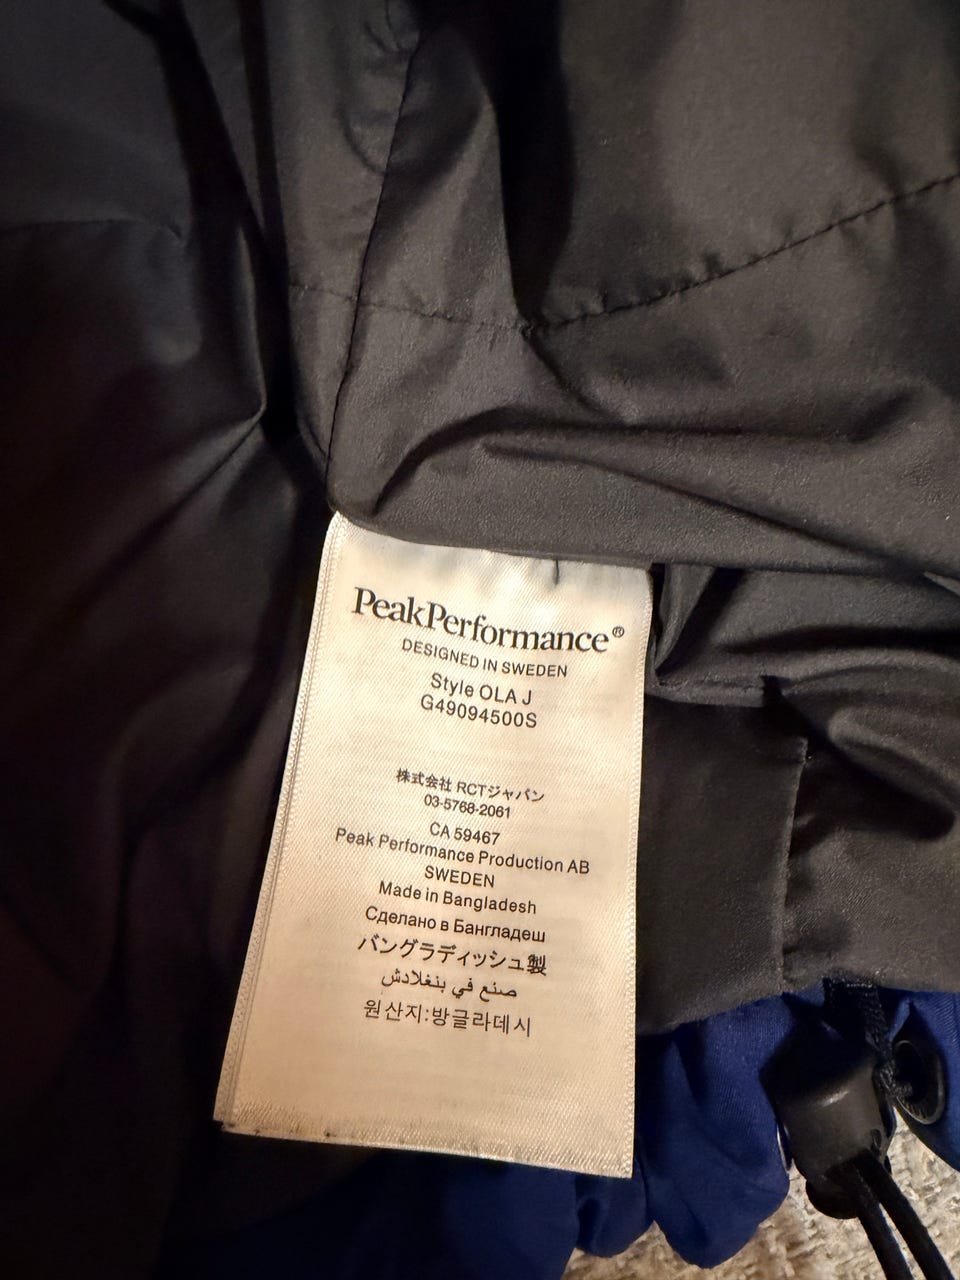 PeakPerformance®
DESIGNED IN SWEDEN
Style OLA J
G49094500S
株式会社 RCTジャパン
03-5768-2061
CA 59467
Peak Performance Production AB
SWEDEN
Made in Bangladesh
Сделано в Бангладеш
バングラディッシュ製
صنع في بنغلادش
원산지:방글라데시